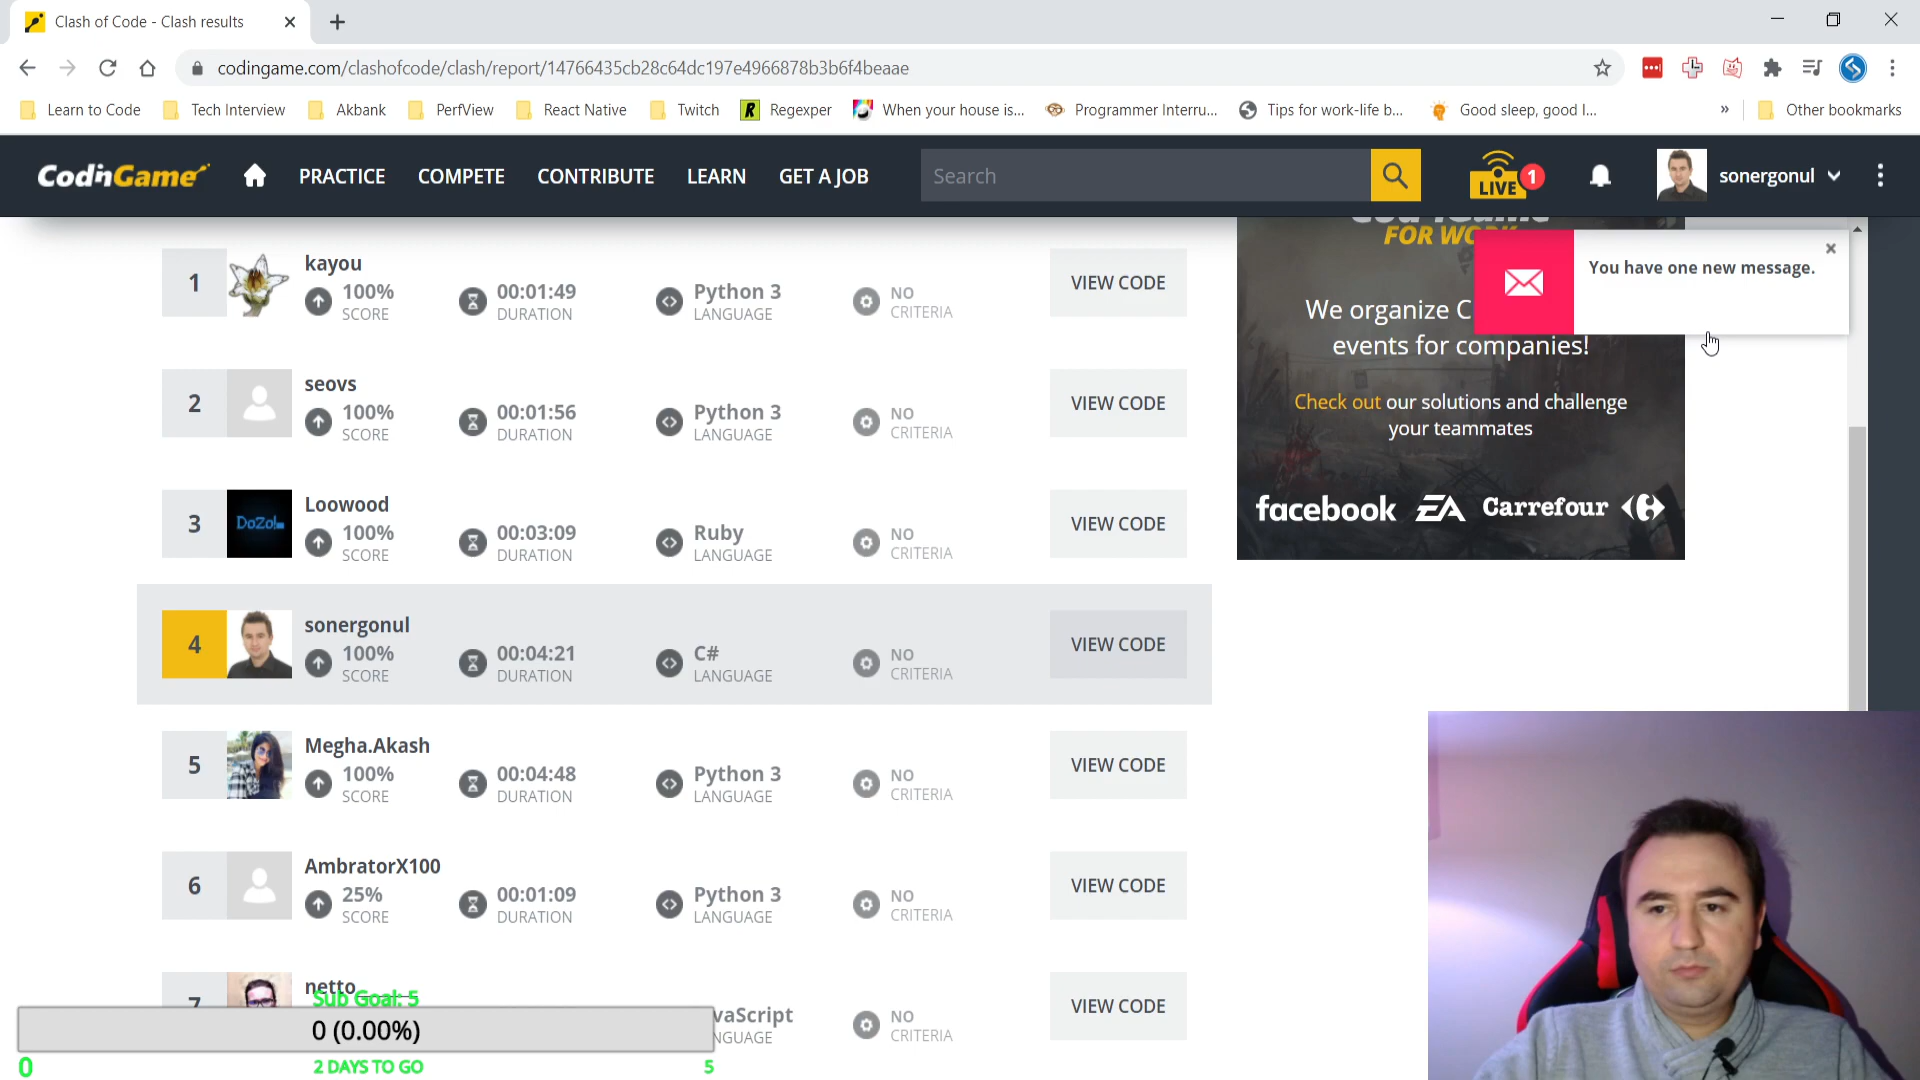 Clash of Code - Clash results
codingame.com/clashofcode/clash/report/14766435cb28c64dc197e4966878b3b6f4beaae
Learn to Code
Tech Interview
Akbank
PerfView
React Native
Twitch
R
Regexper
When your house is...
Programmer Interru...
Tips for work-life b...
Good sleep, good l...
»
Other bookmarks
CodinGame
PRACTICE
COMPETE
CONTRIBUTE
LEARN
GET A JOB
Search
LIVE
1
sonergonul
1
kayou
100%
SCORE
00:01:49
DURATION
Python 3
LANGUAGE
NO
CRITERIA
VIEW CODE
2
seovs
100%
SCORE
00:01:56
DURATION
Python 3
LANGUAGE
NO
CRITERIA
VIEW CODE
3
DoZo!
Loowood
100%
SCORE
00:03:09
DURATION
Ruby
LANGUAGE
NO
CRITERIA
VIEW CODE
4
sonergonul
100%
SCORE
00:04:21
DURATION
C#
LANGUAGE
NO
CRITERIA
VIEW CODE
5
Megha.Akash
100%
SCORE
00:04:48
DURATION
Python 3
LANGUAGE
NO
CRITERIA
VIEW CODE
6
AmbratorX100
25%
SCORE
00:01:09
DURATION
Python 3
LANGUAGE
NO
CRITERIA
VIEW CODE
7
netto
vaScript
NGUAGE
NO
CRITERIA
VIEW CODE
FOR WO
We organize C
events for companies!
Check out our solutions and challenge
your teammates
facebook EA Carrefour
You have one new message.
Sub Goal: 5
0 (0.00%)
0
2 DAYS TO GO
5